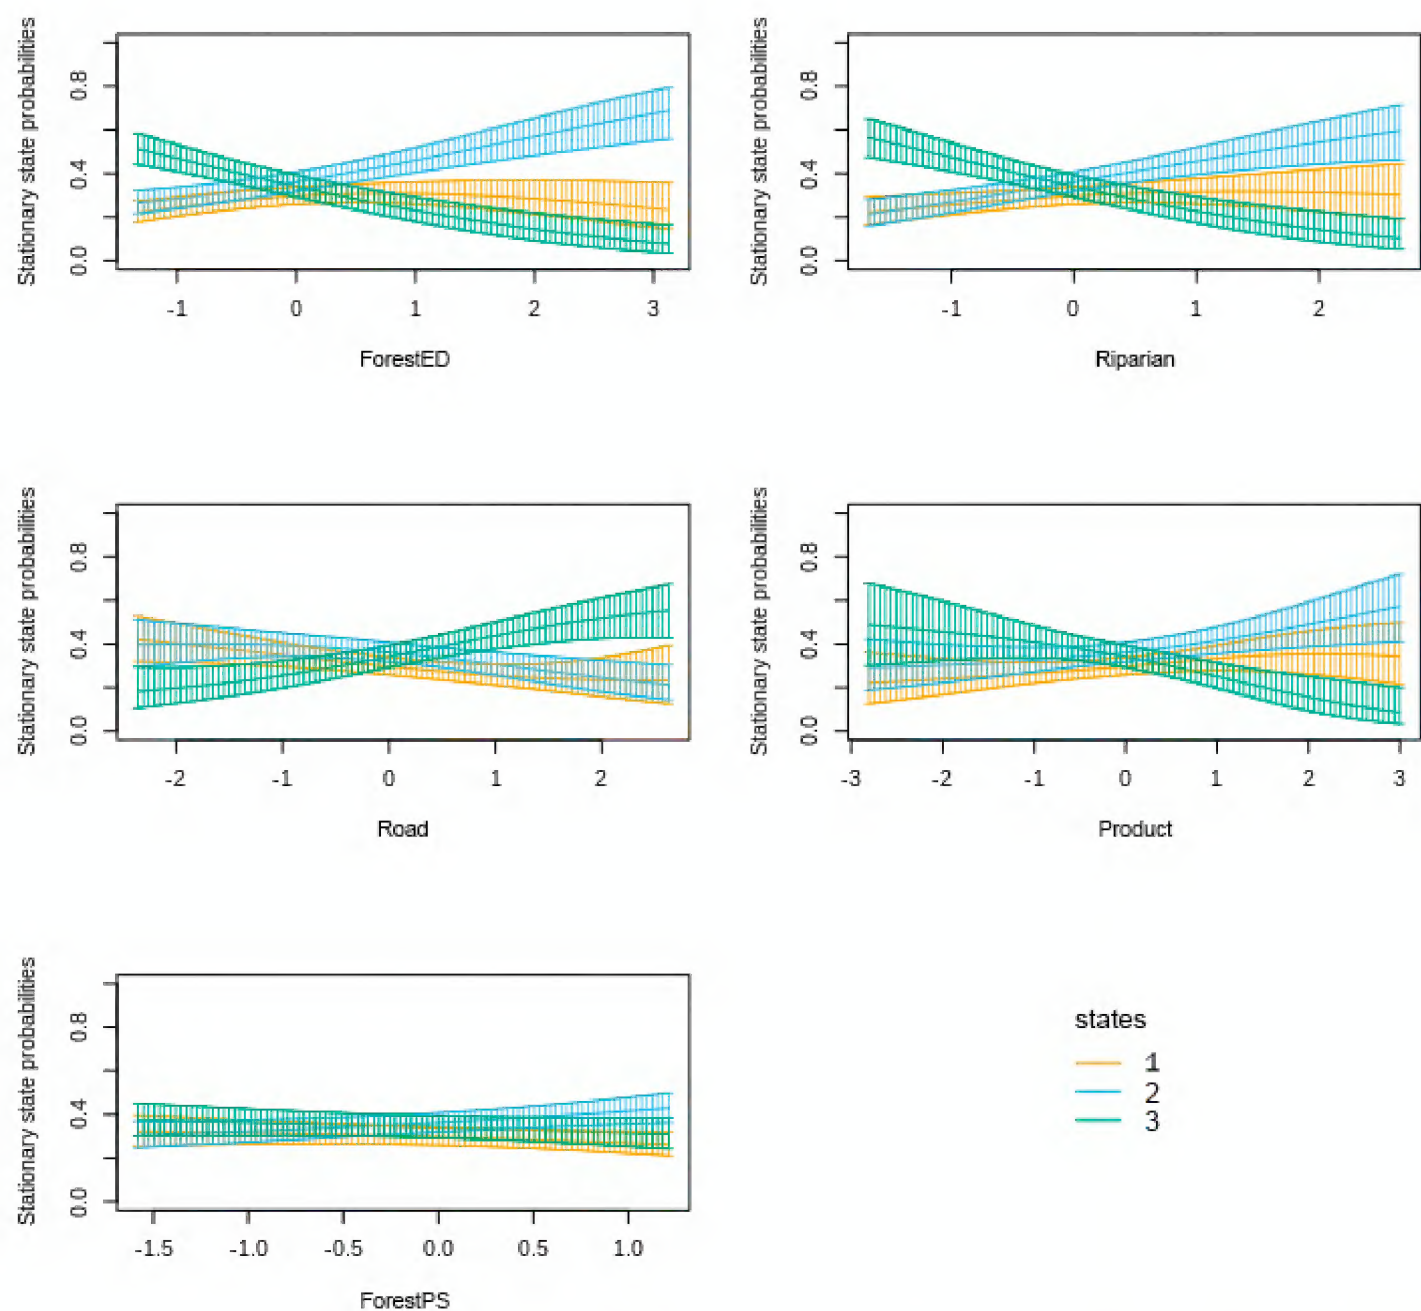 Stationary state probabilities
0.0 0.4 0.8
-1 0 1 2 3
ForestED
Stationary state probabilities
0.0 0.4 0.8
-1 0 1 2
Riparian
Stationary state probabilities
0.0 0.4 0.8
-2 -1 0 1 2
Road
Stationary state probabilities
0.0 0.4 0.8
-3 -2 -1 0 1 2 3
Product
Stationary state probabilities
0.0 0.4 0.8
-1.5 -1.0 -0.5 0.0 0.5 1.0
ForestPS
states
1
2
3